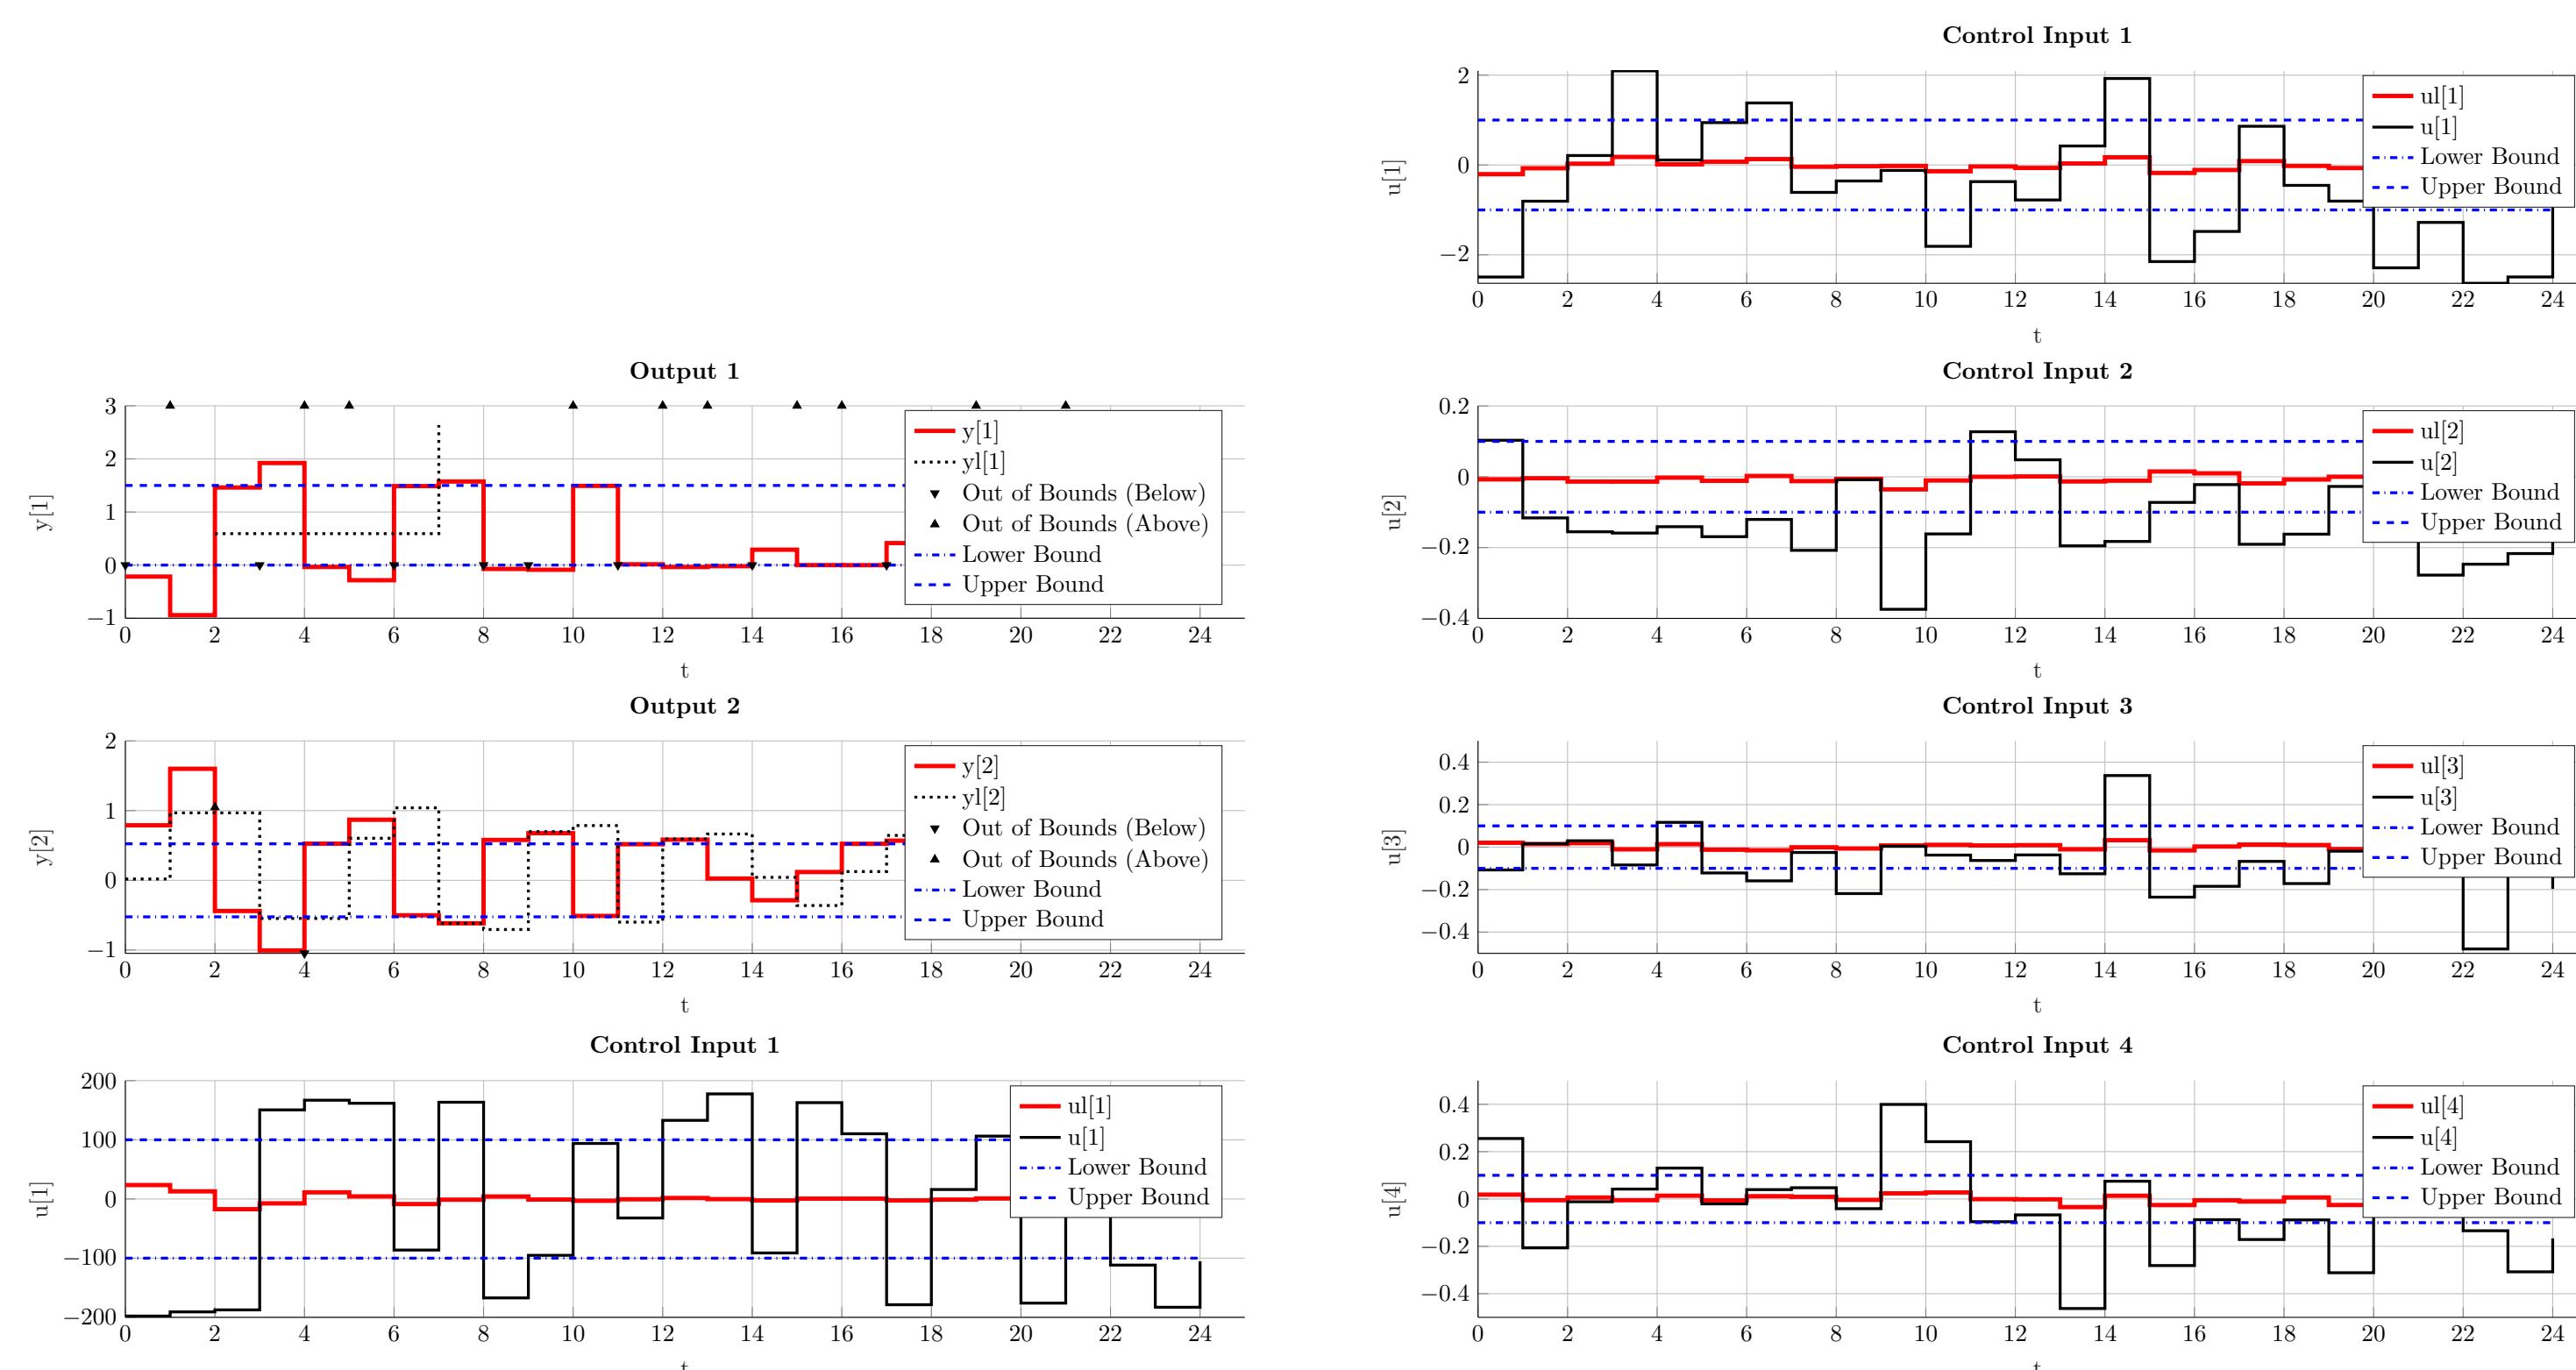 Control Input 1
2
0
−2
u[1]
ul[1]
u[1]
Lower Bound
Upper Bound
0 2 4 6 8 10 12 14 16 18 20 22 24
t
Output 1
3
2
1
0
−1
y[1]
y[1]
yl[1]
Out of Bounds (Below)
Out of Bounds (Above)
Lower Bound
Upper Bound
0 2 4 6 8 10 12 14 16 18 20 22 24
t
Control Input 2
0.2
0
−0.2
−0.4
u[2]
ul[2]
u[2]
Lower Bound
Upper Bound
0 2 4 6 8 10 12 14 16 18 20 22 24
t
Output 2
2
1
0
−1
y[2]
y[2]
yl[2]
Out of Bounds (Below)
Out of Bounds (Above)
Lower Bound
Upper Bound
0 2 4 6 8 10 12 14 16 18 20 22 24
t
Control Input 3
0.4
0.2
0
−0.2
−0.4
u[3]
ul[3]
u[3]
Lower Bound
Upper Bound
0 2 4 6 8 10 12 14 16 18 20 22 24
t
Control Input 1
200
100
0
−100
−200
u[1]
ul[1]
u[1]
Lower Bound
Upper Bound
0 2 4 6 8 10 12 14 16 18 20 22 24
t
Control Input 4
0.4
0.2
0
−0.2
−0.4
u[4]
ul[4]
u[4]
Lower Bound
Upper Bound
0 2 4 6 8 10 12 14 16 18 20 22 24
t